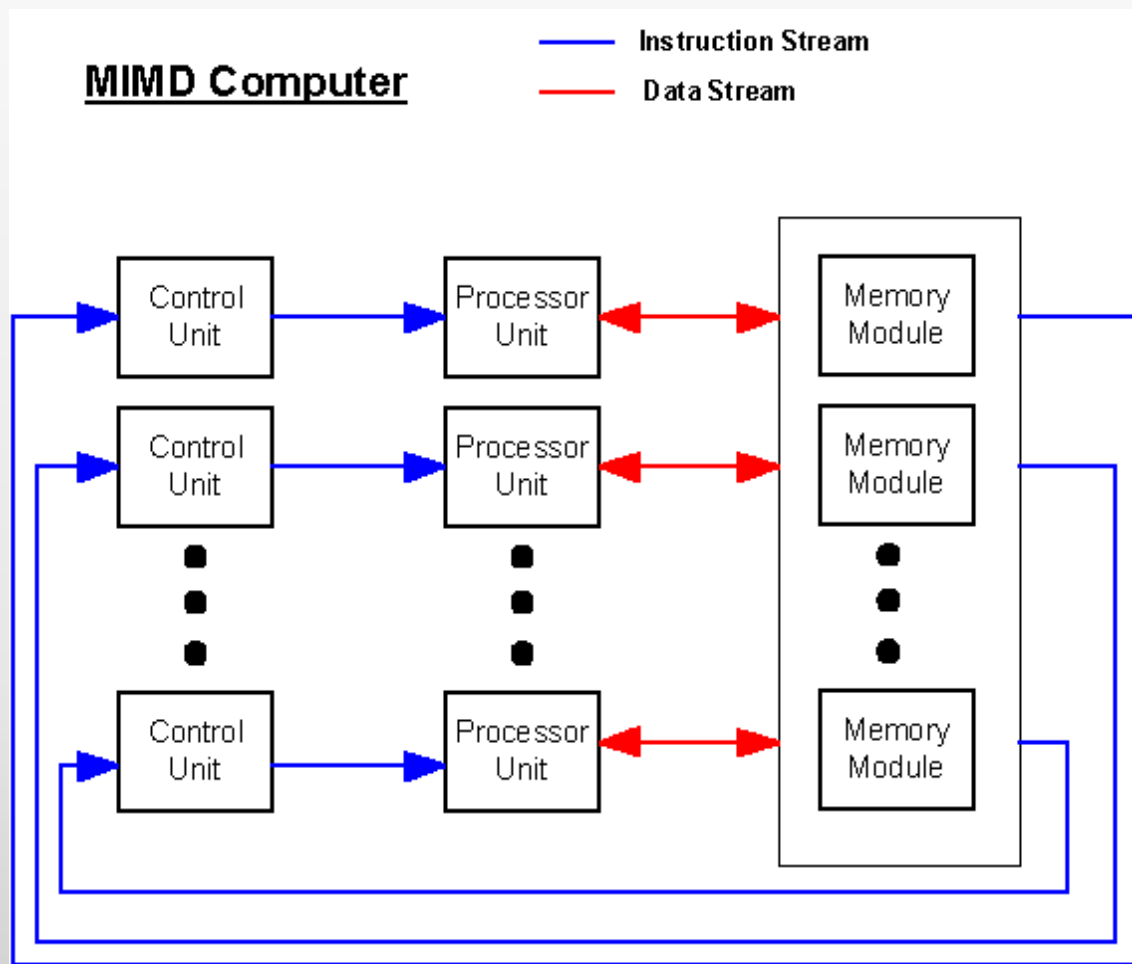 MIMD Computer
Instruction Stream
Data Stream
Control
Unit
Processor
Unit
Memory
Module
Control
Unit
Processor
Unit
Memory
Module
Control
Unit
Processor
Unit
Memory
Module